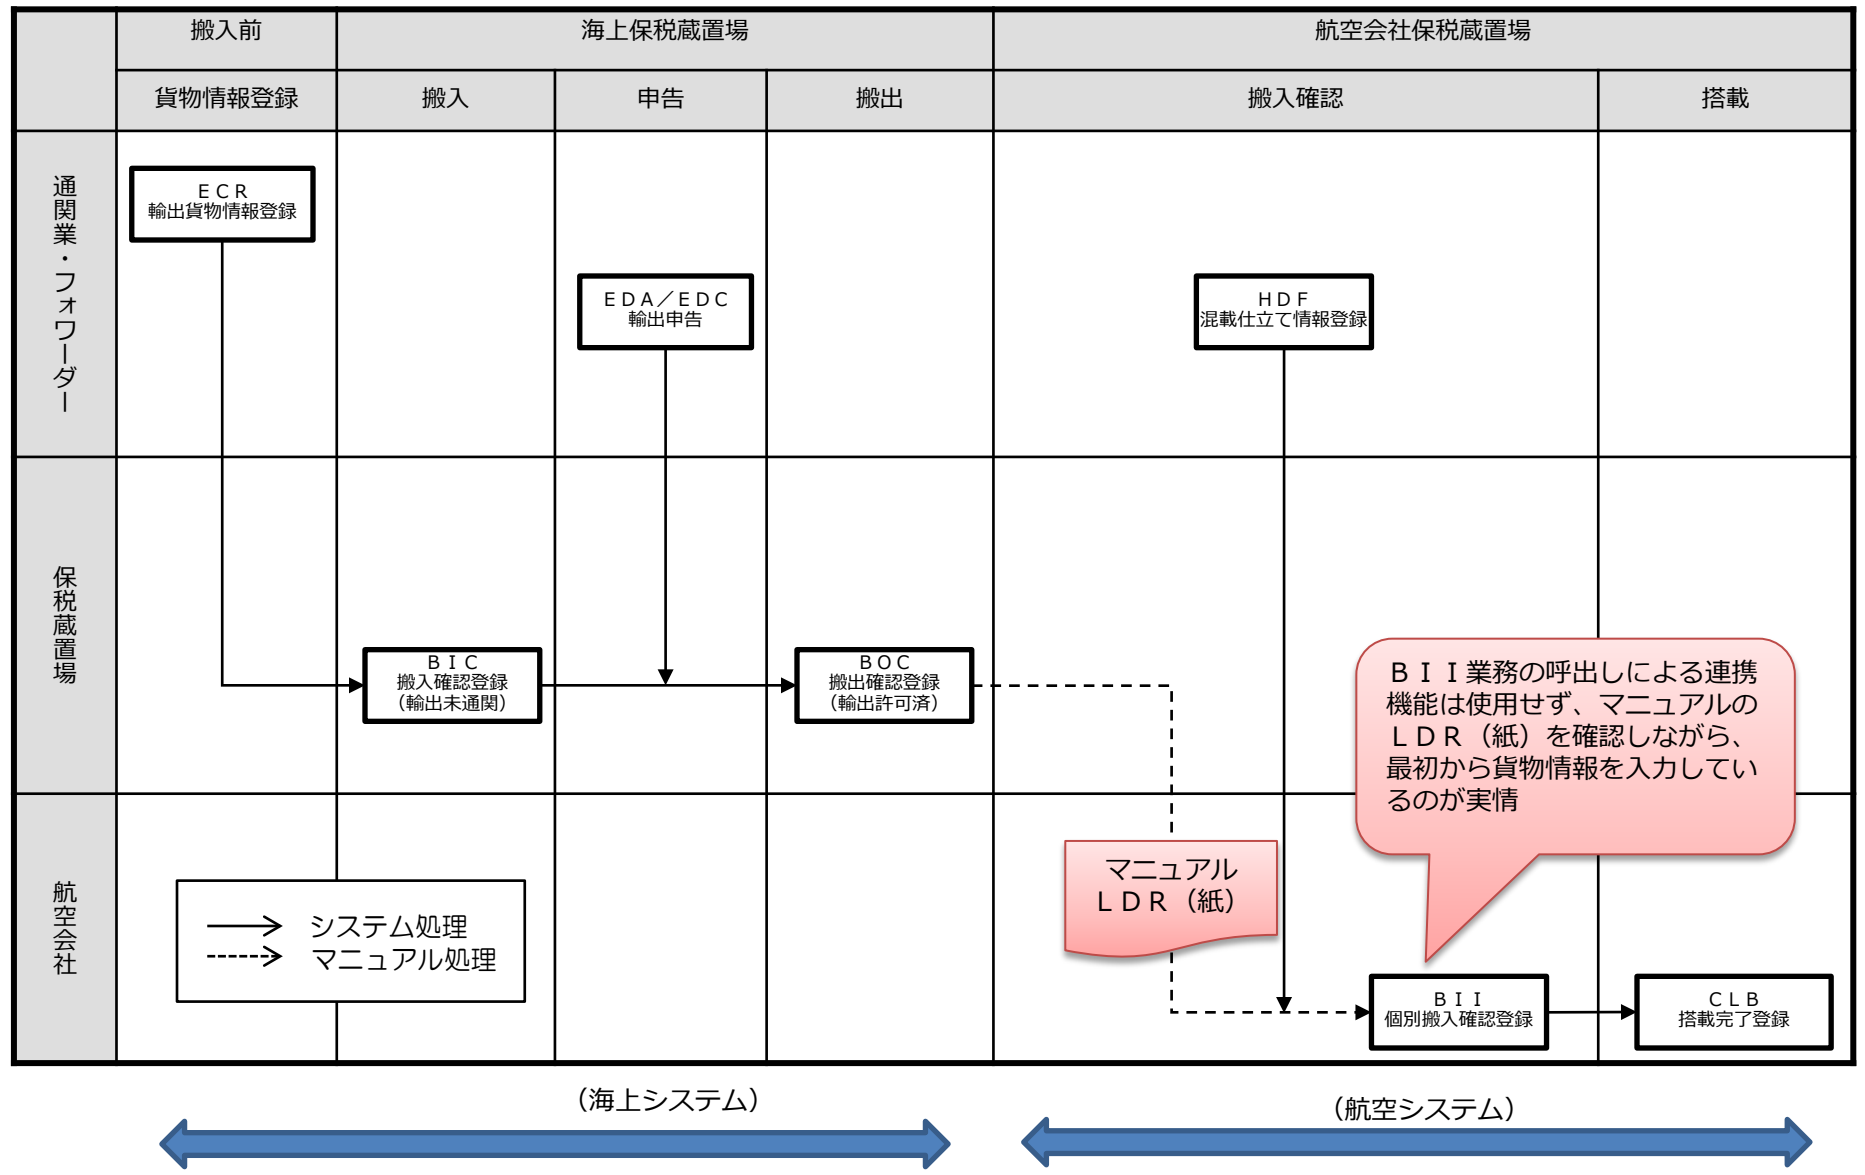 搬入前
海上保税蔵置場
航空会社保税蔵置場
貨物情報登録
搬入
申告
搬出
搬入確認
搭載
通関業・フォワーダー
ＥＣＲ
輸出貨物情報登録
ＥＤＡ／ＥＤＣ
輸出申告
ＨＤＦ
混載仕立て情報登録
保税蔵置場
ＢＩＣ
搬入確認登録
（輸出未通関）
ＢＯＣ
搬出確認登録
（輸出許可済）
ＢＩＩ業務の呼出しによる連携
機能は使用せず、マニュアルの
ＬＤＲ（紙）を確認しながら、
最初から貨物情報を入力してい
るのが実情
航空会社
システム処理
マニュアル処理
マニュアル
ＬＤＲ（紙）
ＢＩＩ
個別搬入確認登録
ＣＬＢ
搭載完了登録
（海上システム）
（航空システム）